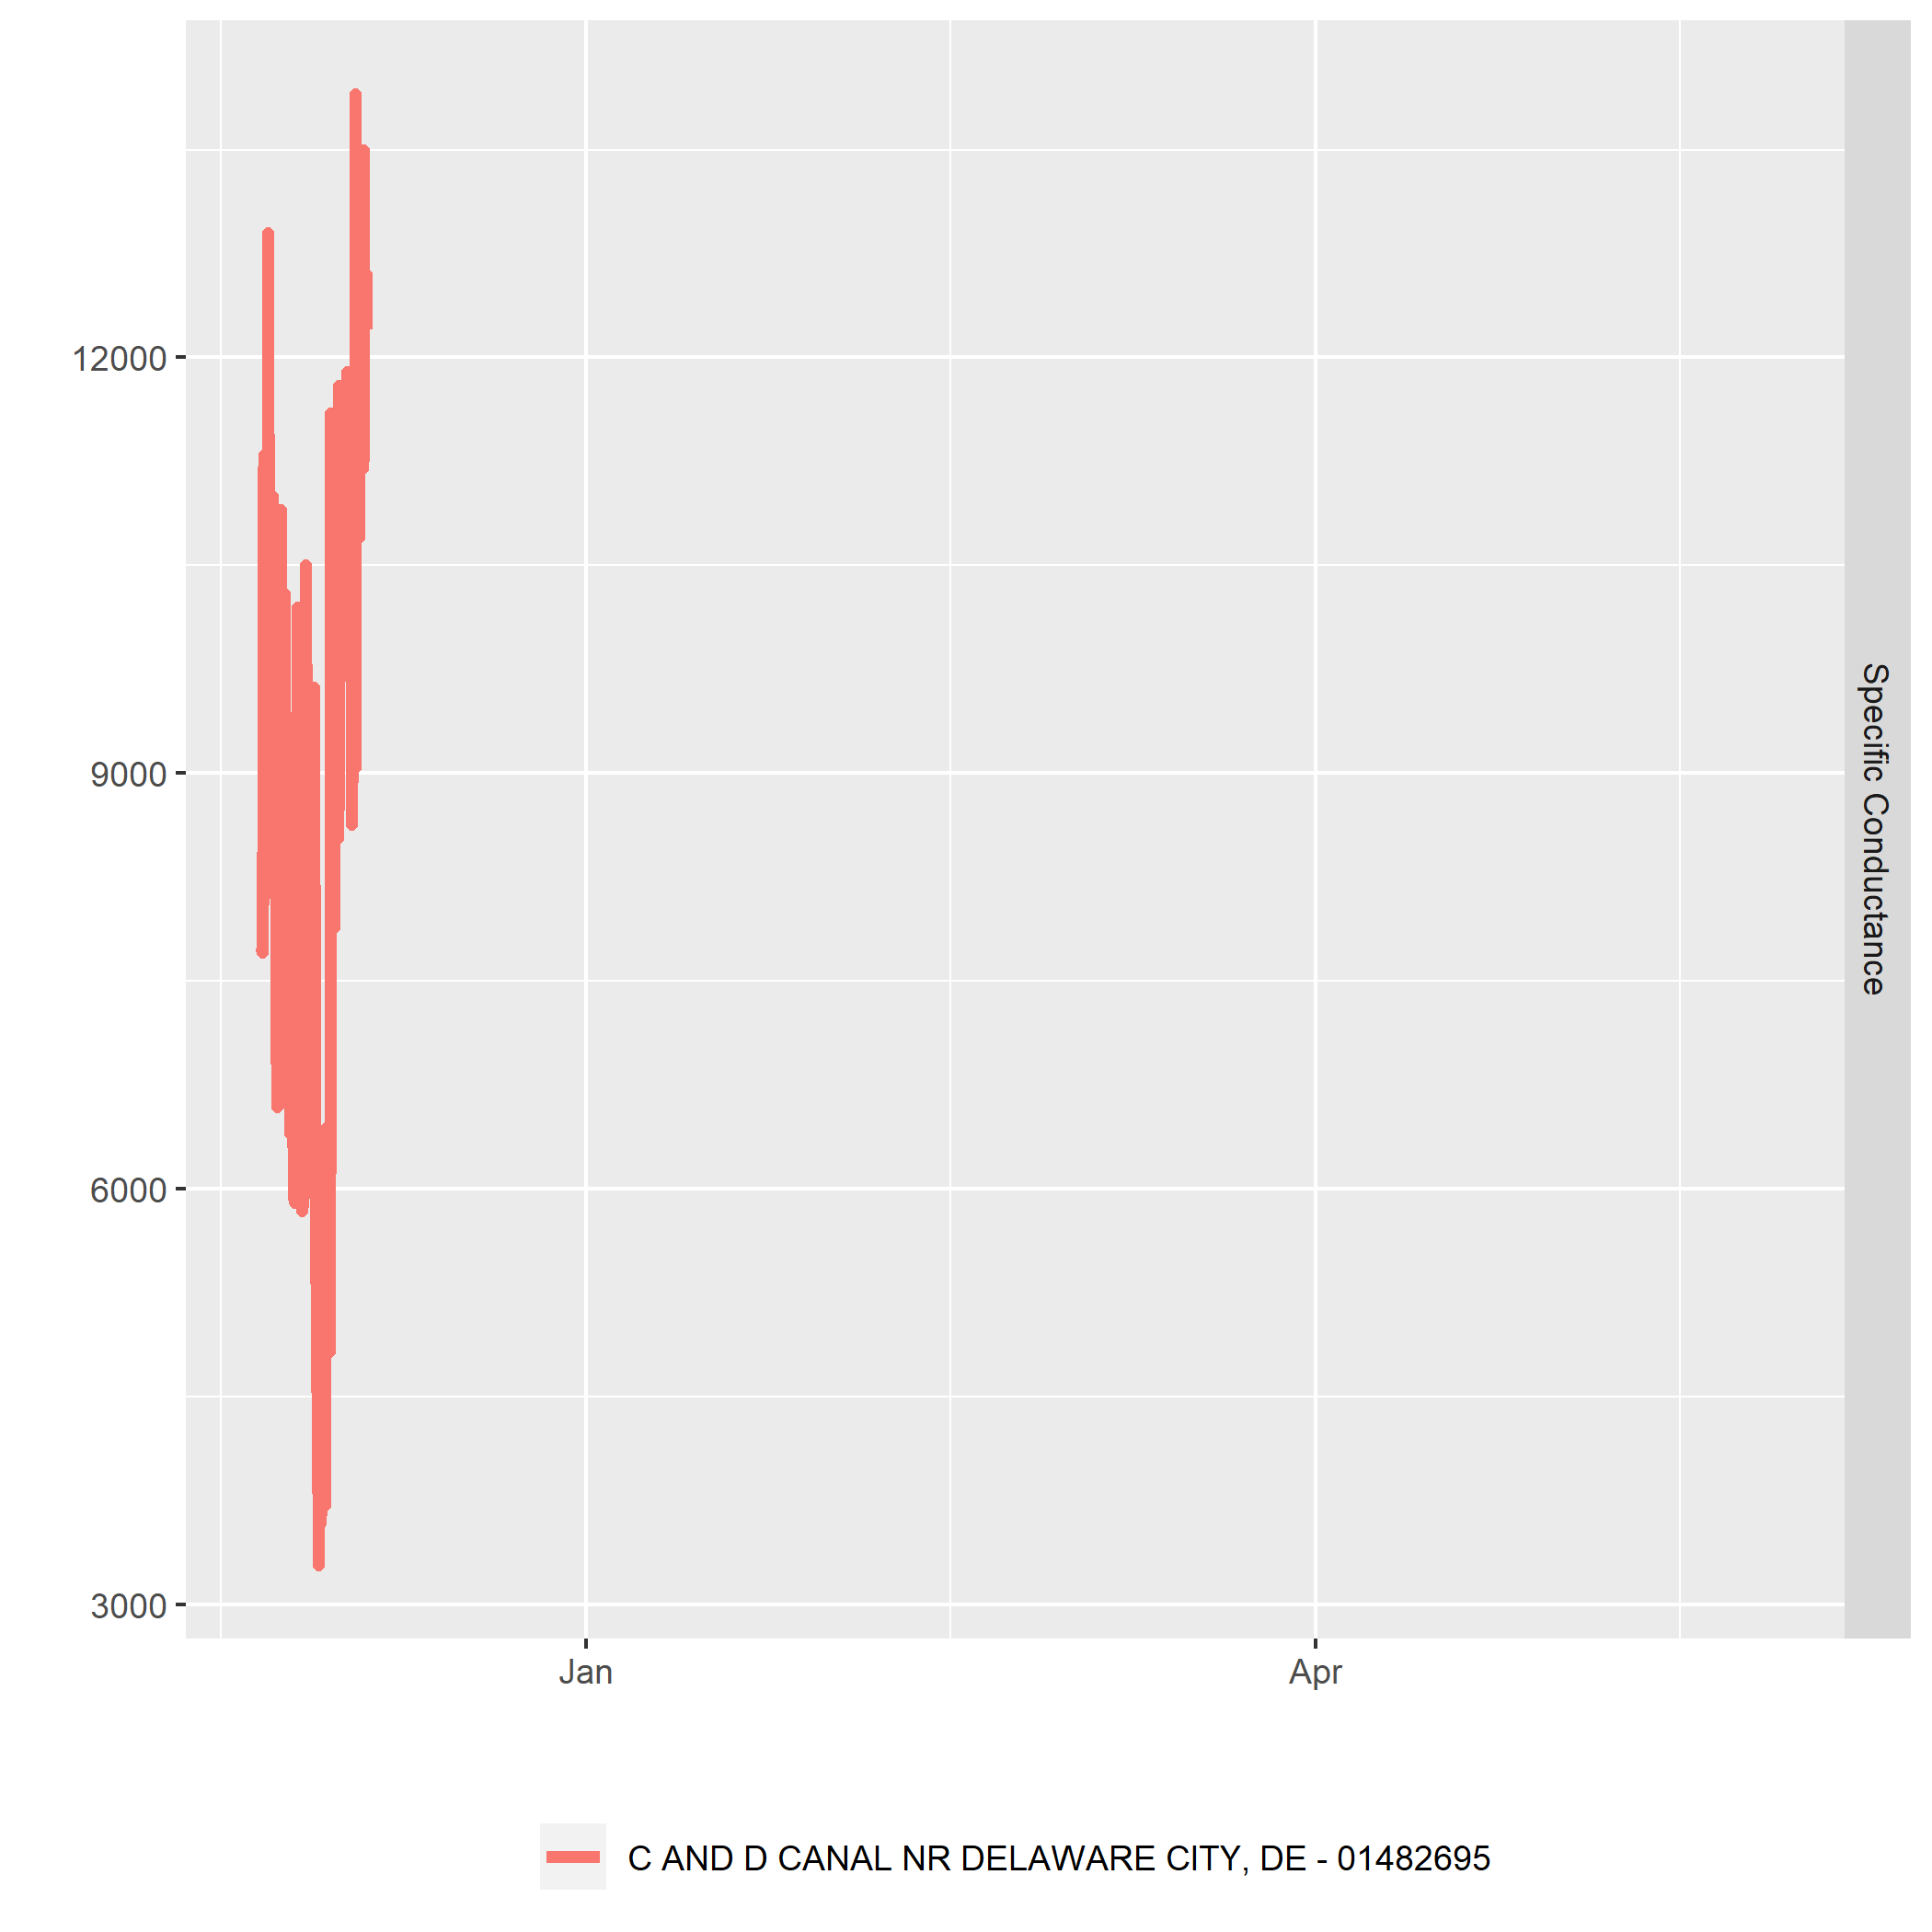 12000
9000
6000
3000
Specific Conductance
Jan
Apr
C AND D CANAL NR DELAWARE CITY, DE - 01482695